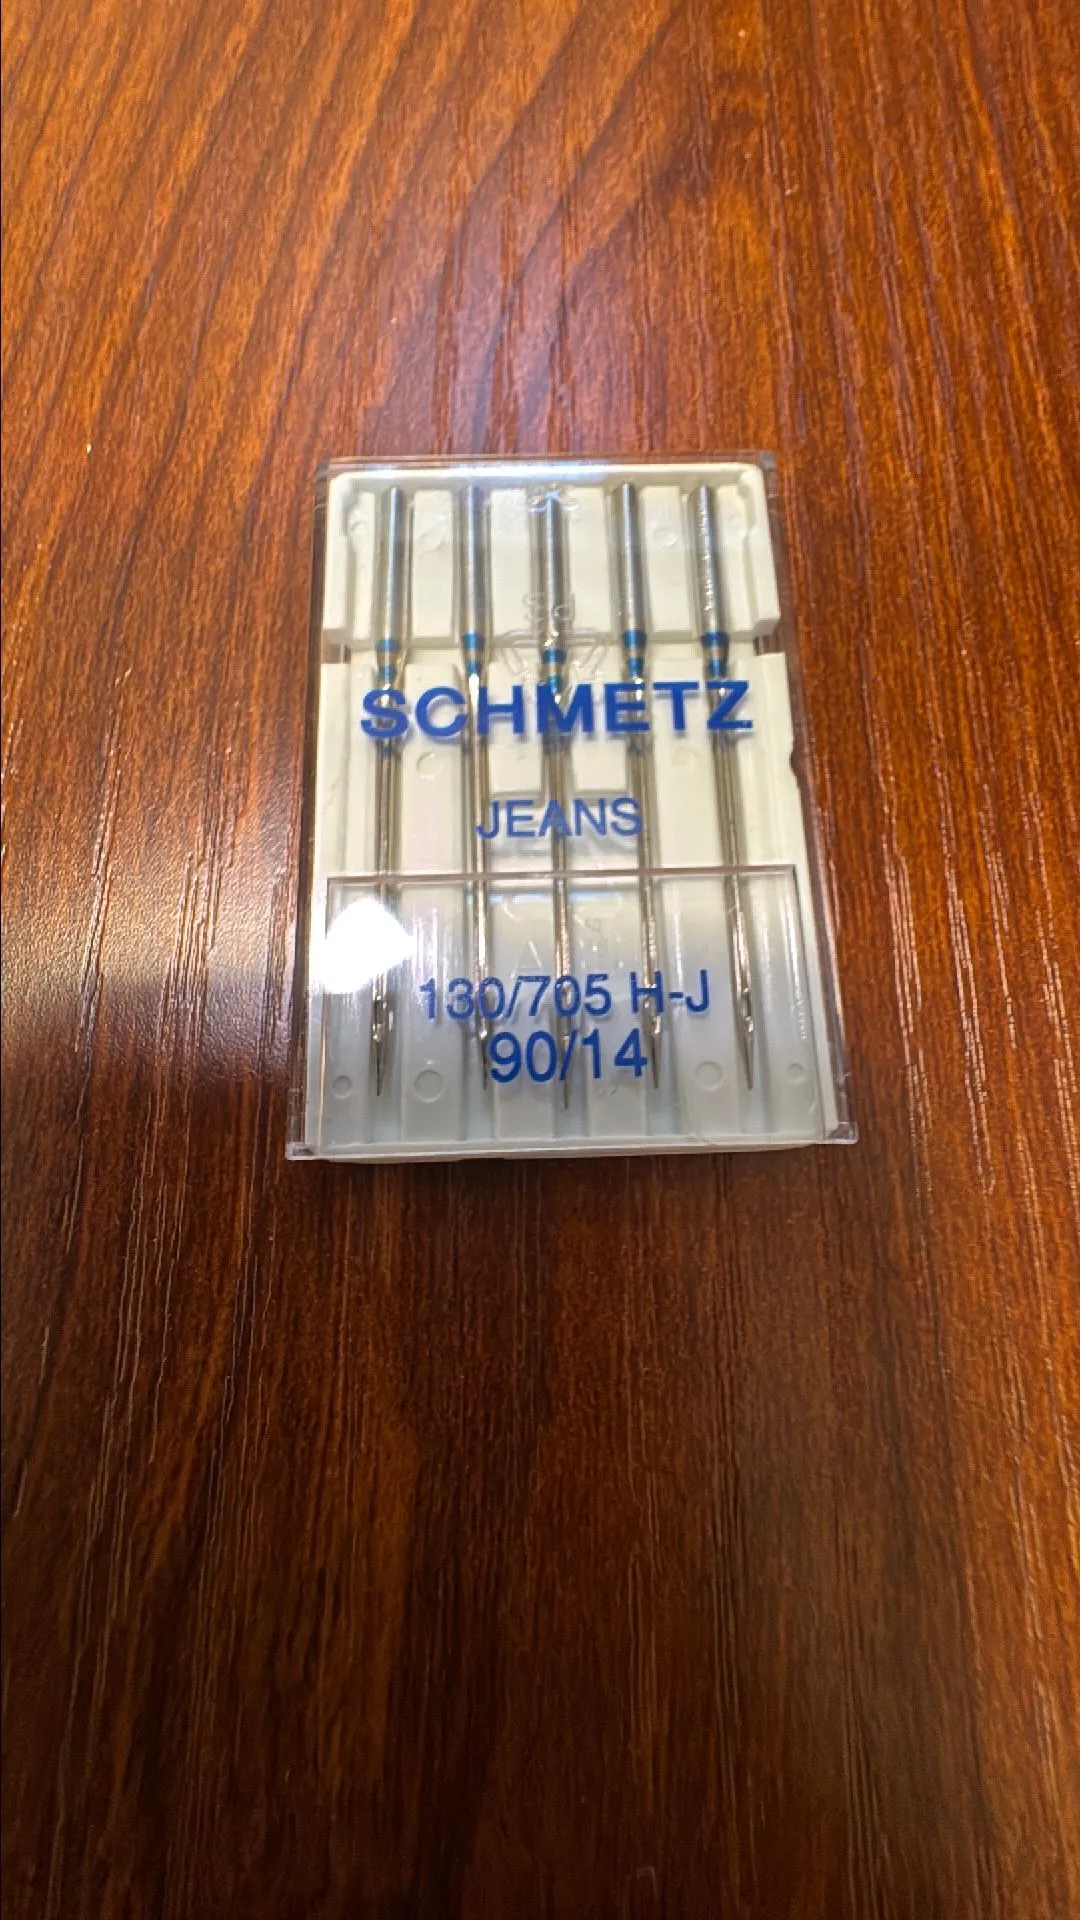 SCHMETZ
JEANS
130/705 H-J
90/14